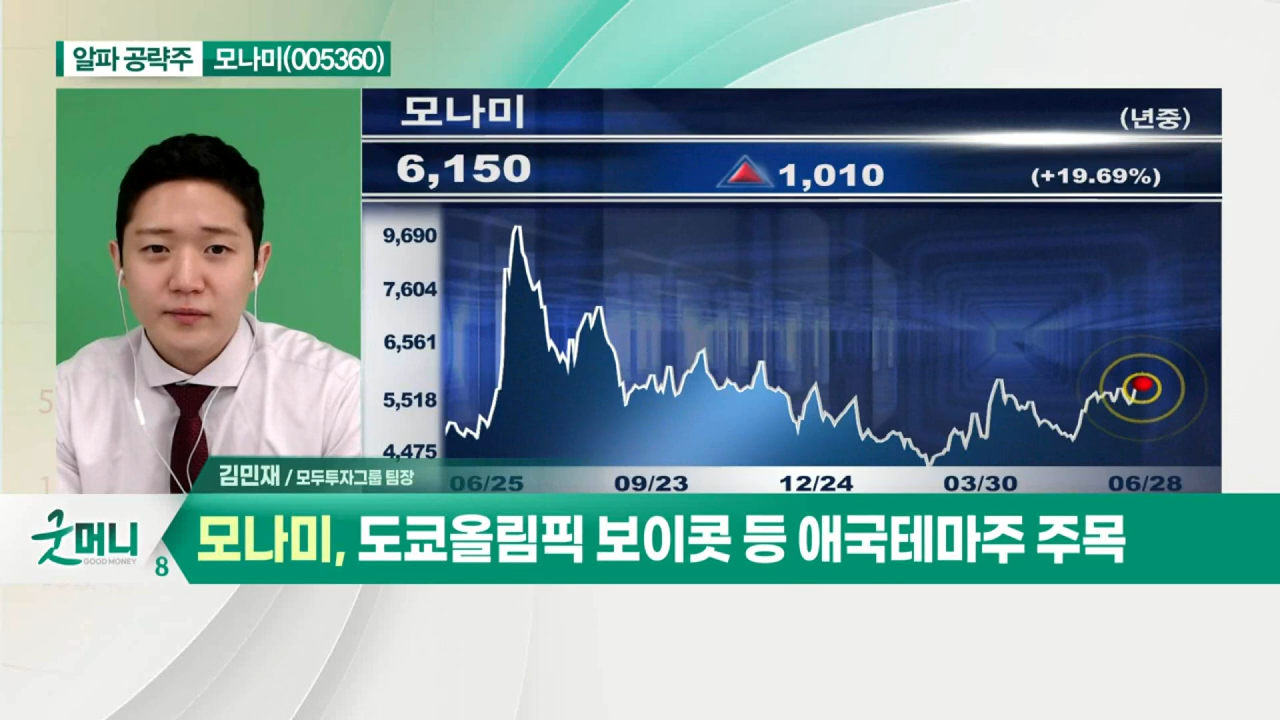 알파 공략주 모나미(005360)
모나미 (년중)
6,150 ▲ 1,010 (+19.69%)
9,690
7,604
6,561
5,518
4,475
06/25 09/23 12/24 03/30 06/28
김민재 / 모두투자그룹 팀장
굿머니
GOOD MONEY
8
모나미, 도쿄올림픽 보이콧 등 애국테마주 주목